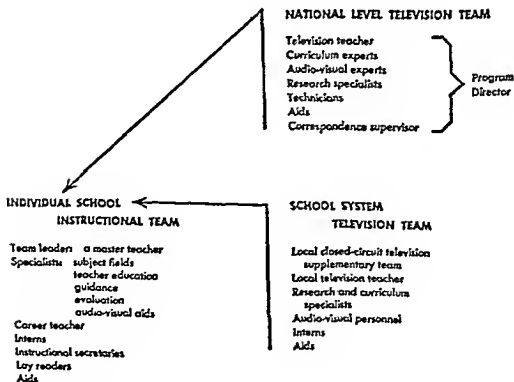 NATIONAL LEVEL TELEVISION TEAM
Television teacher
Curriculum experts
Audio-visual experts
Research specialists
Technicians
Aids
Correspondence supervisor
Program
Director
INDIVIDUAL SCHOOL
INSTRUCTIONAL TEAM
Team leader: a master teacher
Specialists: subject fields
teacher education
guidance
evaluation
audio-visual aids
Career teacher
Interns
Instructional secretaries
Lay readers
Aids
SCHOOL SYSTEM
TELEVISION TEAM
Local closed-circuit television
supplementary team
Local television teacher
Research and curriculum
specialists
Audio-visual personnel
Interns
Aids